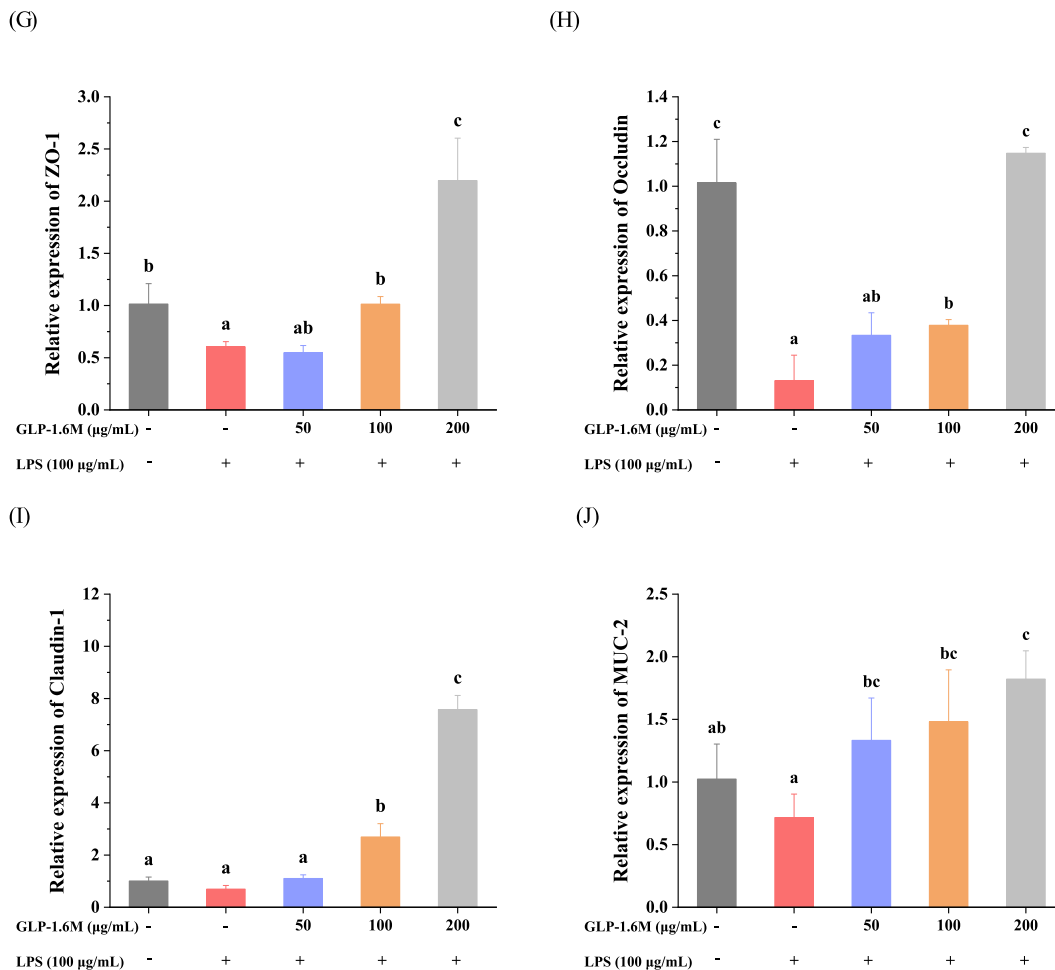 (G)
Relative expression of ZO-1
3.0
2.5
2.0
1.5
1.0
0.5
0.0
b
a
ab
b
c
GLP-1.6M (μg/mL) - - 50 100 200
LPS (100 μg/mL) - + + + +
(H)
Relative expression of Occludin
1.4
1.2
1.0
0.8
0.6
0.4
0.2
0.0
c
a
ab
b
c
GLP-1.6M (μg/mL) - - 50 100 200
LPS (100 μg/mL) - + + + +
(I)
Relative expression of Claudin-1
12
10
8
6
4
2
0
a
a
a
b
c
GLP-1.6M (μg/mL) - - 50 100 200
LPS (100 μg/mL) - + + + +
(J)
Relative expression of MUC-2
2.5
2.0
1.5
1.0
0.5
0.0
ab
a
bc
bc
c
GLP-1.6M (μg/mL) - - 50 100 200
LPS (100 μg/mL) - + + + +